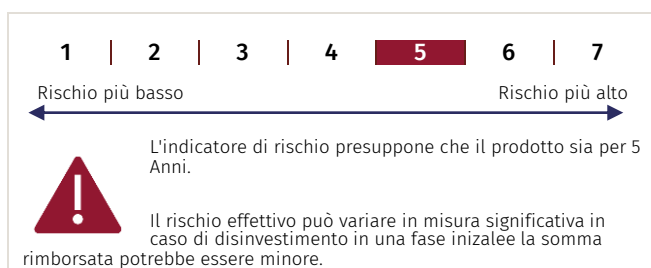 1 2 3 4 5 6 7
Rischio più basso Rischio più alto
L'indicatore di rischio presuppone che il prodotto sia per 5
Anni.
Il rischio effettivo può variare in misura significativa in
caso di disinvestimento in una fase inizalee la somma
rimborsata potrebbe essere minore.